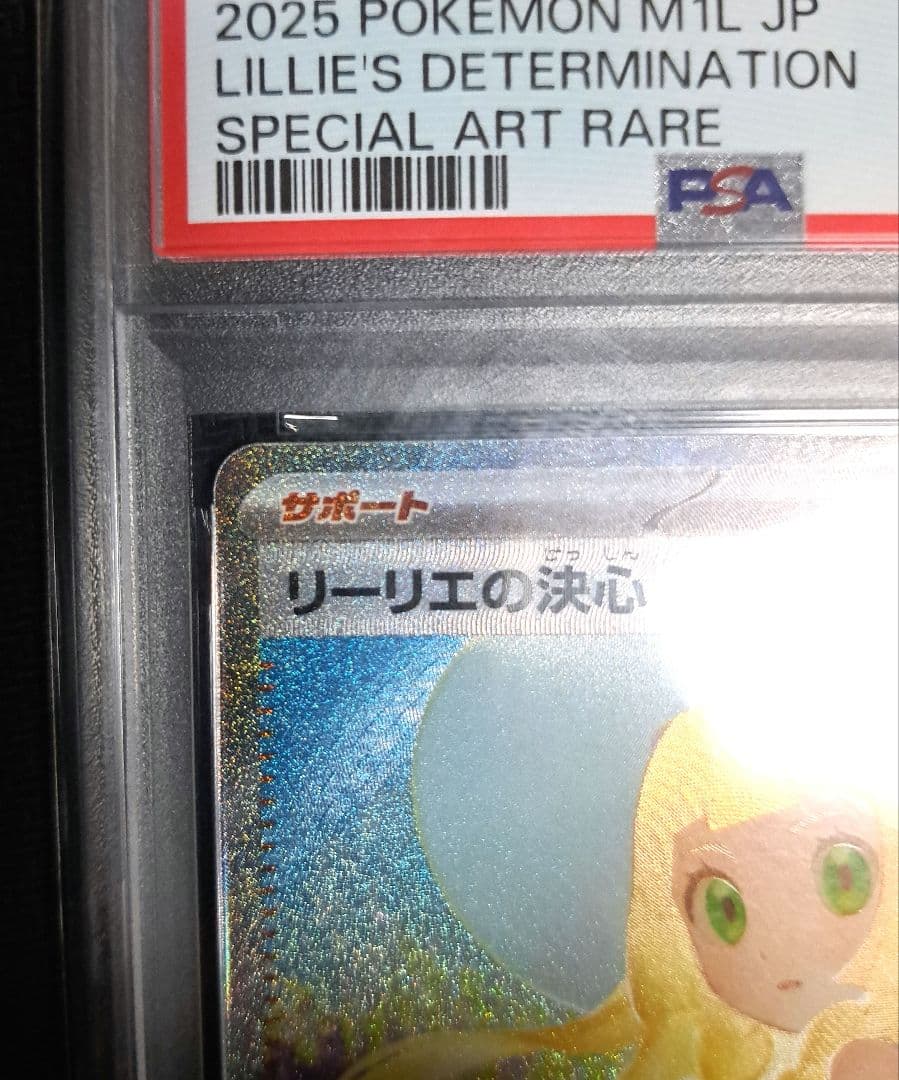 2025 POKEMON M1L JP
LILLIE'S DETERMINATION
SPECIAL ART RARE
PSA
サポート
けっしん
リーリエの決心